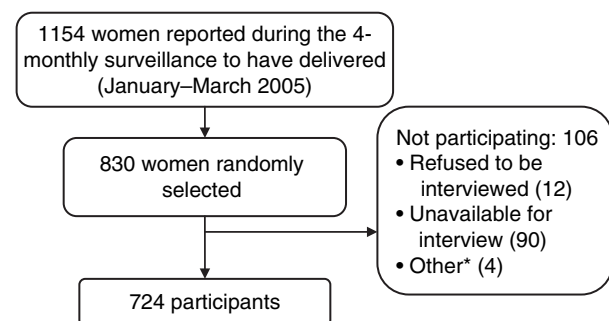 1154 women reported during the 4-
monthly surveillance to have delivered
(January–March 2005)
830 women randomly
selected
Not participating: 106
• Refused to be
interviewed (12)
• Unavailable for
interview (90)
• Other* (4)
724 participants